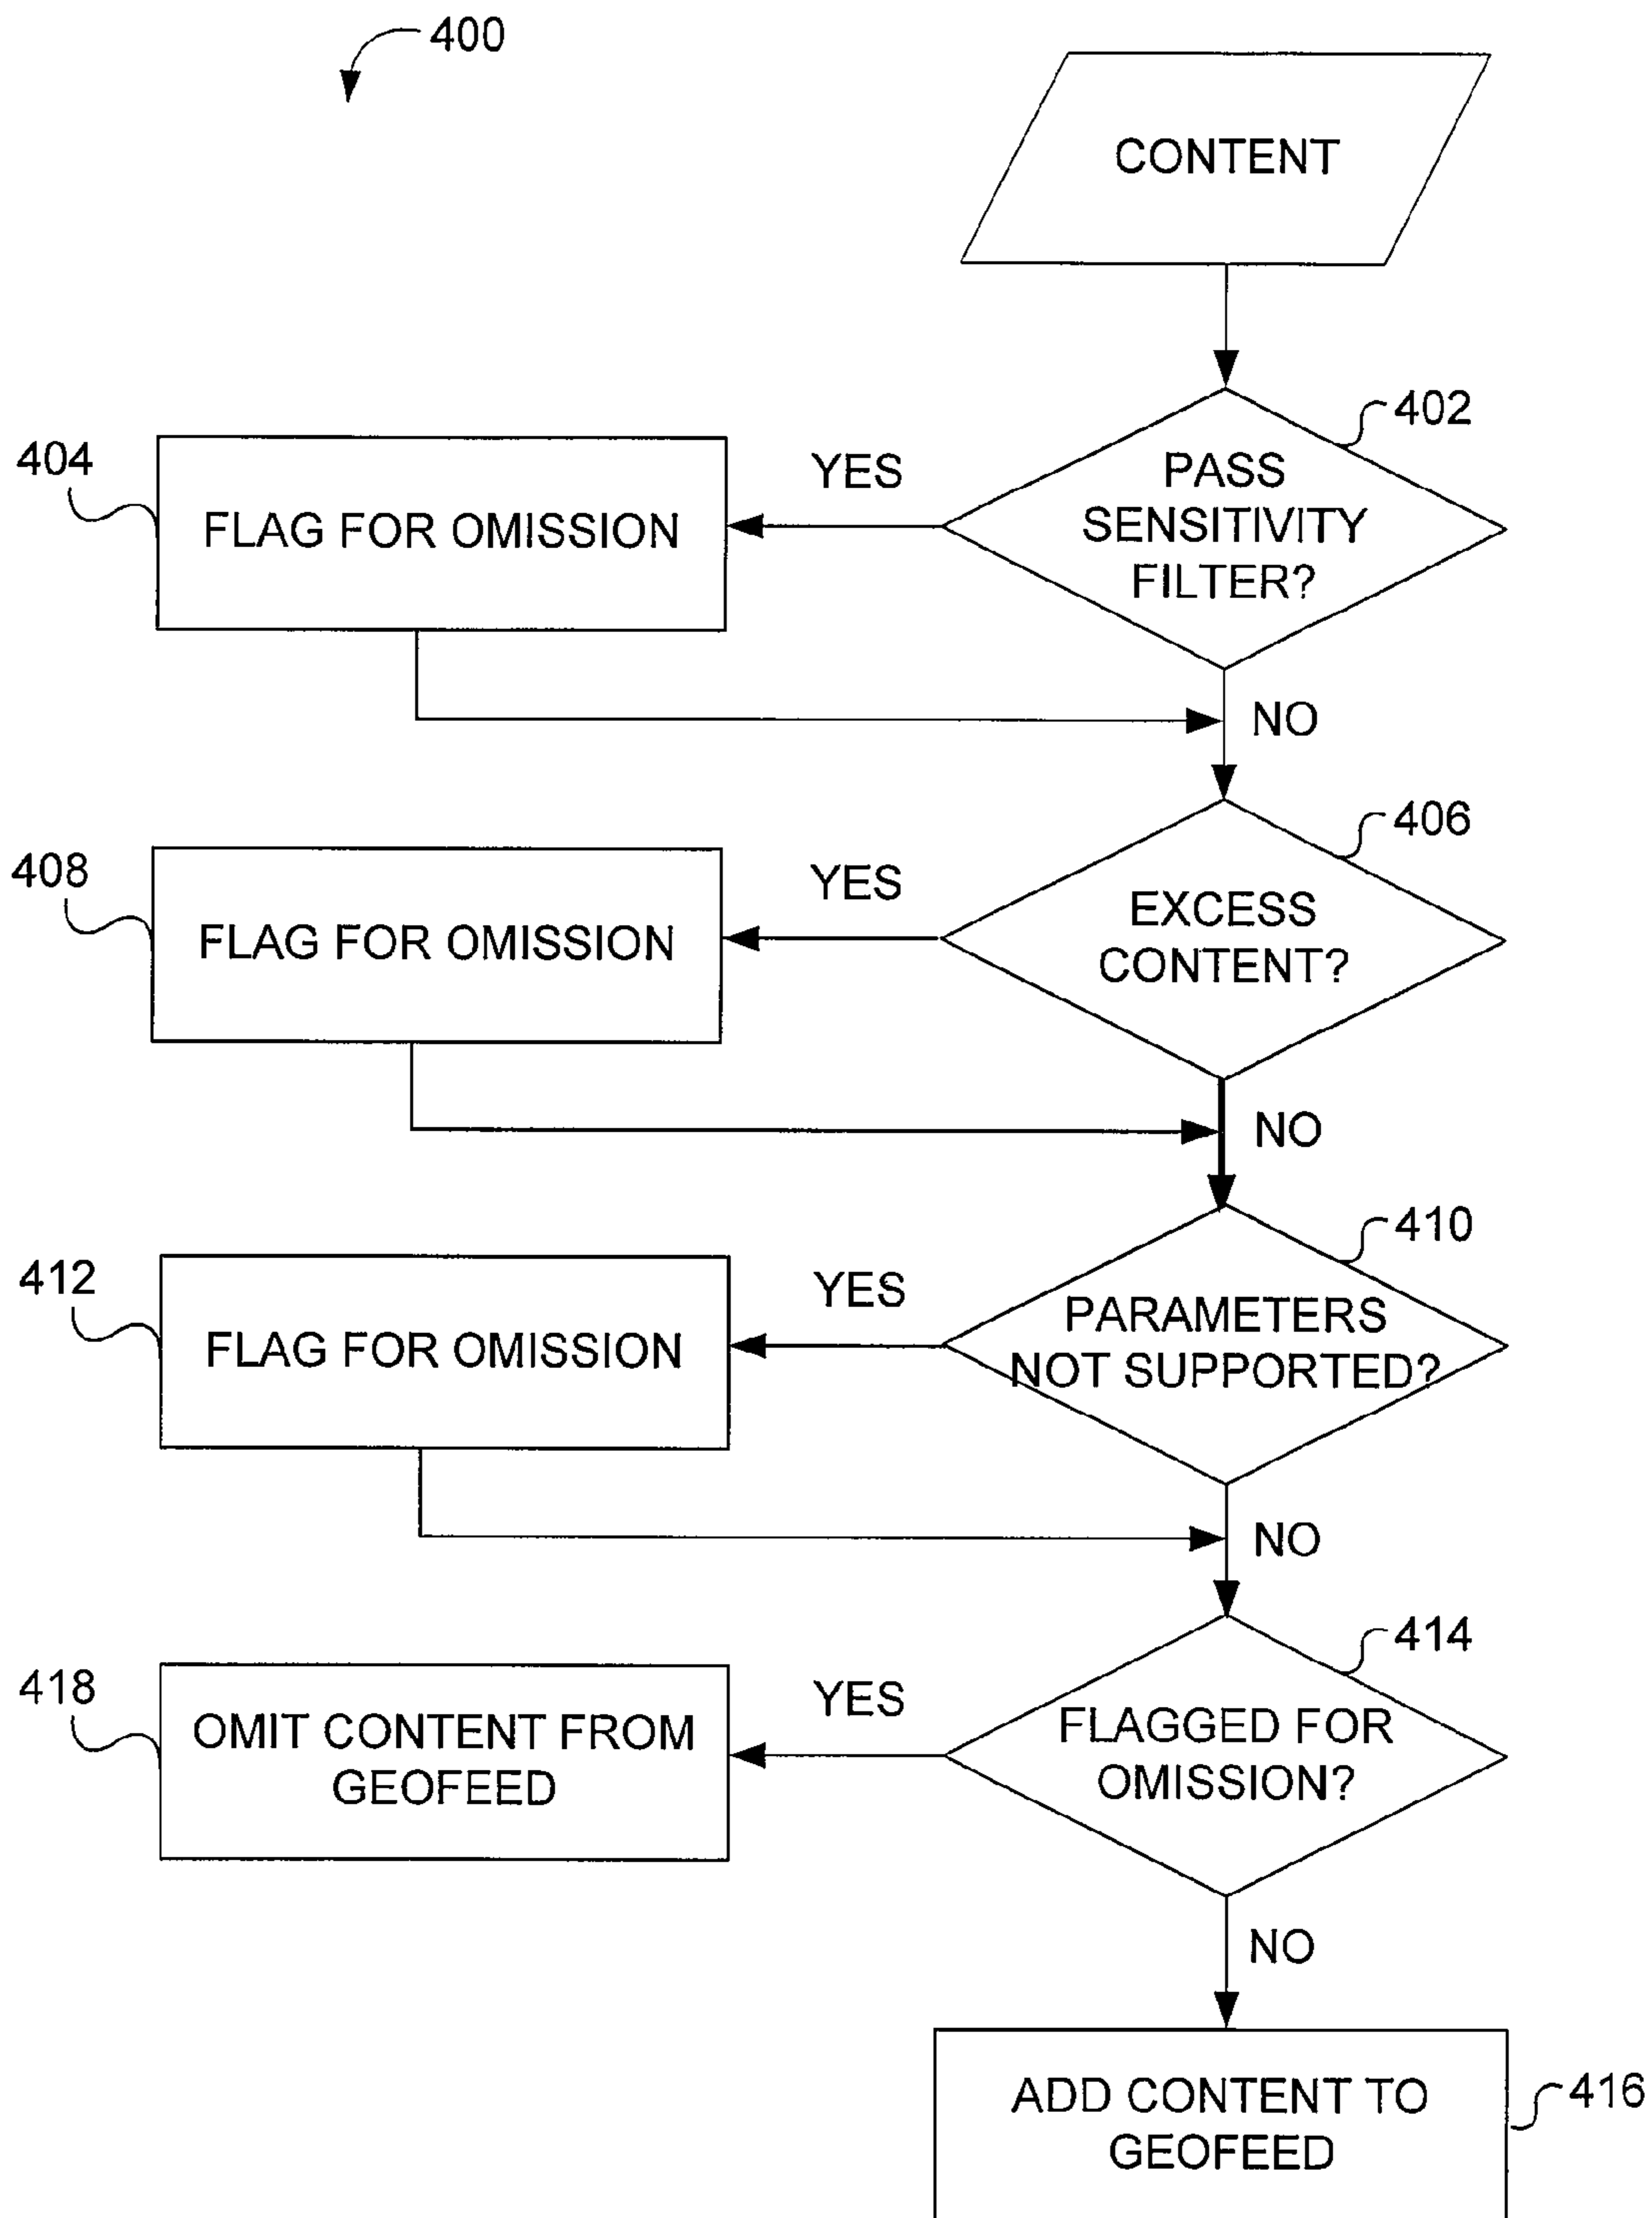 400
CONTENT
402
PASS
SENSITIVITY
FILTER?
YES
404
FLAG FOR OMISSION
NO
406
EXCESS
CONTENT?
YES
408
FLAG FOR OMISSION
NO
410
PARAMETERS
NOT SUPPORTED?
YES
412
FLAG FOR OMISSION
NO
414
FLAGGED FOR
OMISSION?
YES
418
OMIT CONTENT FROM
GEOFEED
NO
ADD CONTENT TO
GEOFEED
416